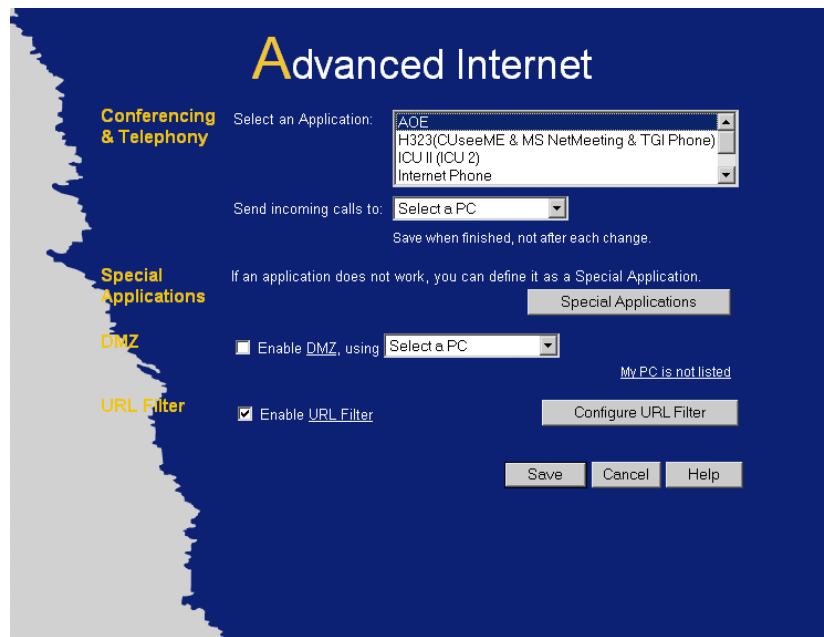 Advanced Internet
Conferencing
& Telephony
Select an Application:
AOE
H323(CUseeME & MS NetMeeting & TGI Phone)
ICU II (ICU 2)
Internet Phone
Send incoming calls to:
Select a PC
Save when finished, not after each change.
Special
Applications
If an application does not work, you can define it as a Special Application.
Special Applications
DMZ
Enable DMZ, using
Select a PC
My PC is not listed
URL Filter
Enable URL Filter
Configure URL Filter
Save
Cancel
Help